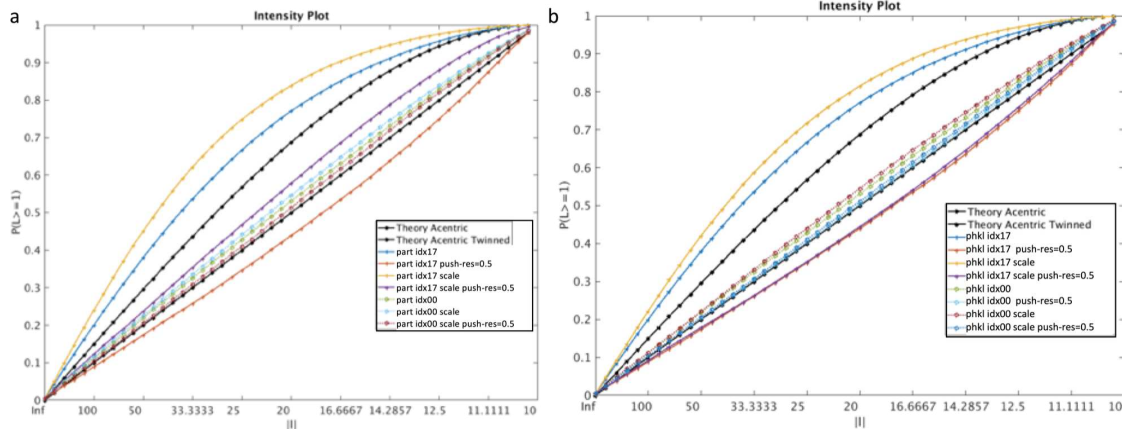 a
Intensity Plot
P(L>=1)
1
0.9
0.8
0.7
0.6
0.5
0.4
0.3
0.2
0.1
0
Inf 100 50 33.3333 25 20 16.6667 14.2857 12.5 11.1111 10
|I|
Theory Acentric
Theory Acentric Twinned
part idx17
part idx17 push-res=0.5
part idx17 scale
part idx17 scale push-res=0.5
part idx00
part idx00 scale
part idx00 scale push-res=0.5
b
Intensity Plot
P(L>=1)
1
0.9
0.8
0.7
0.6
0.5
0.4
0.3
0.2
0.1
0
Inf 100 50 33.3333 25 20 16.6667 14.2857 12.5 11.1111 10
|I|
Theory Acentric
Theory Acentric Twinned
phkl idx17
phkl idx17 push-res=0.5
phkl idx17 scale
phkl idx17 scale push-res=0.5
phkl idx00
phkl idx00 push-res=0.5
phkl idx00 scale
phkl idx00 scale push-res=0.5